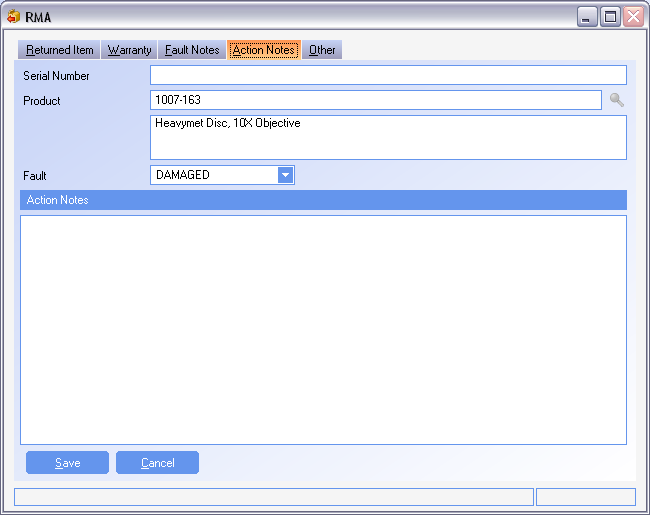 RMA
Returned Item Warranty Fault Notes Action Notes Other
Serial Number
Product 1007-163
Heavymet Disc, 10X Objective
Fault DAMAGED
Action Notes
Save Cancel